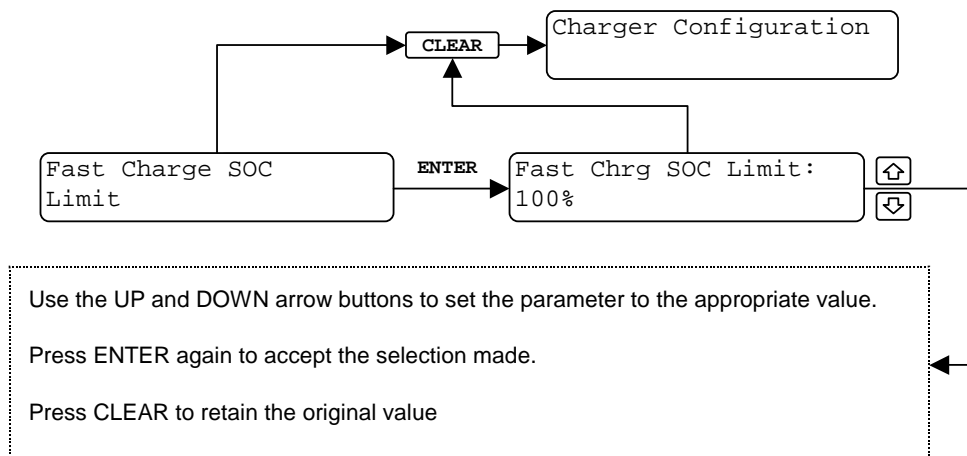 Charger Configuration
CLEAR
Fast Charge SOC
Limit
ENTER
Fast Chrg SOC Limit:
100%
Use the UP and DOWN arrow buttons to set the parameter to the appropriate value.
Press ENTER again to accept the selection made.
Press CLEAR to retain the original value